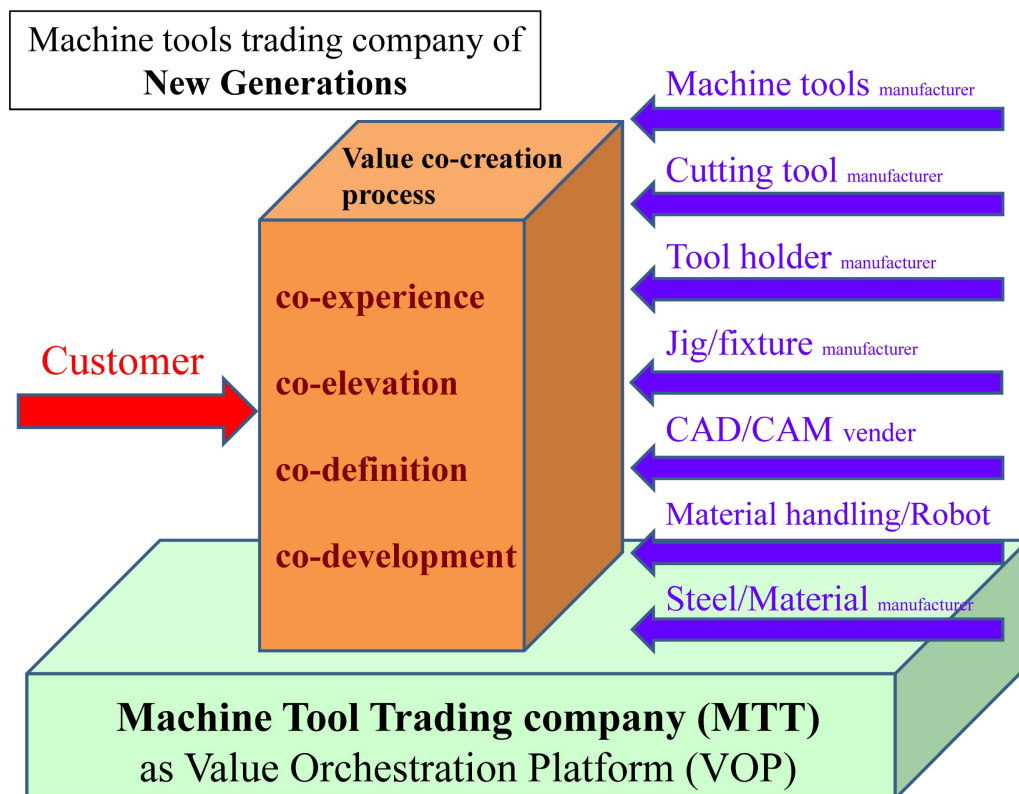 Machine tools trading company of
New Generations
Value co-creation
process
co-experience
co-elevation
co-definition
co-development
Customer
Machine tools manufacturer
Cutting tool manufacturer
Tool holder manufacturer
Jig/fixture manufacturer
CAD/CAM vender
Material handling/Robot
Steel/Material manufacturer
Machine Tool Trading company (MTT)
as Value Orchestration Platform (VOP)